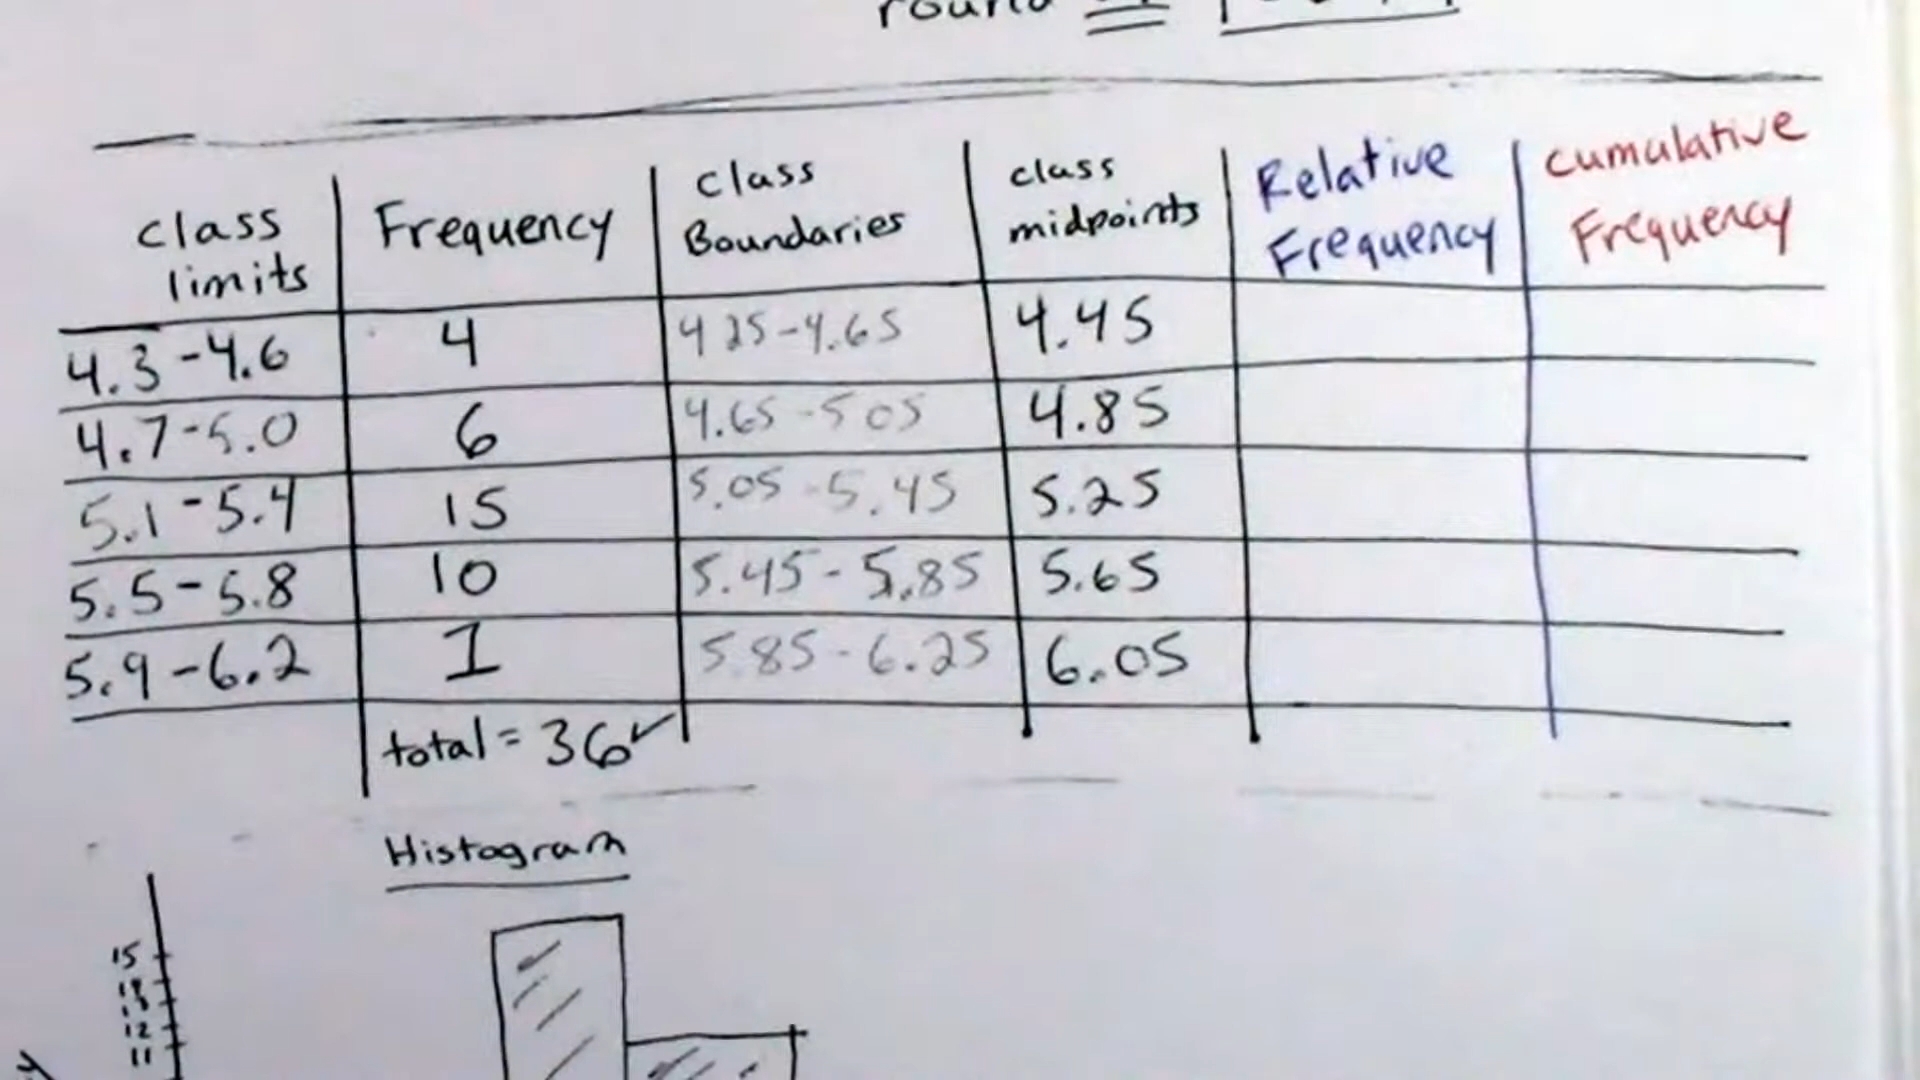 round
class limits | Frequency | class Boundaries | class midpoints | Relative Frequency | cumulative Frequency
4.3-4.6 | 4 | 4.25-4.65 | 4.45
4.7-5.0 | 6 | 4.65-5.05 | 4.85
5.1-5.4 | 15 | 5.05-5.45 | 5.25
5.5-5.8 | 10 | 5.45-5.85 | 5.65
5.9-6.2 | 1 | 5.85-6.25 | 6.05
total = 36 ✓
Histogram
15
14
13
12
11